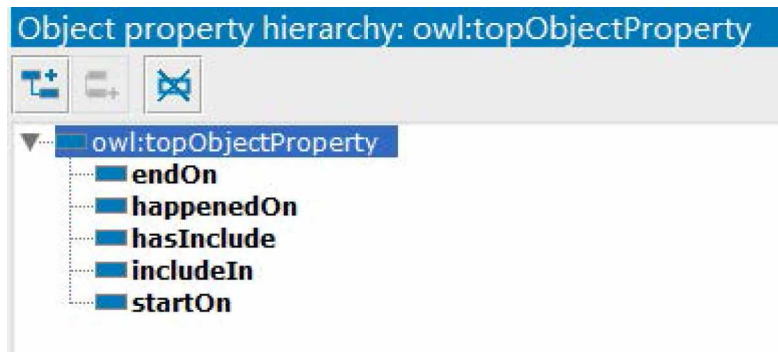 Object property hierarchy: owl:topObjectProperty
owl:topObjectProperty
endOn
happenedOn
hasInclude
includeIn
startOn